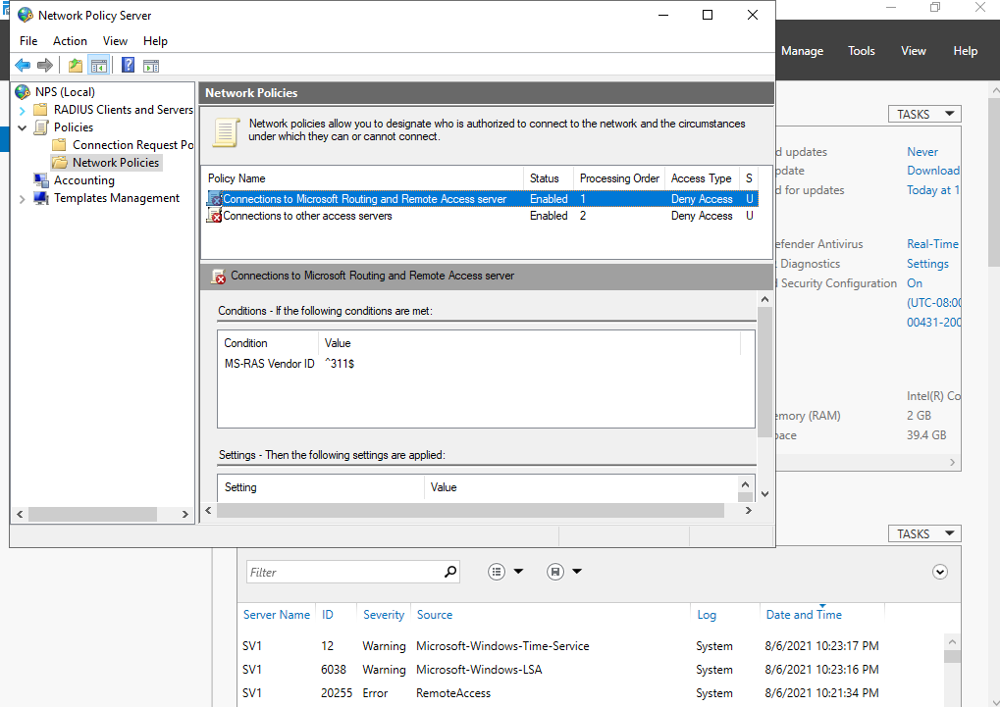 Network Policy Server
File Action View Help
Manage Tools View Help
NPS (Local)
RADIUS Clients and Servers
Policies
Connection Request Po
Network Policies
Accounting
Templates Management
Network Policies
Network policies allow you to designate who is authorized to connect to the network and the circumstances
under which they can or cannot connect.
Policy Name Status Processing Order Access Type S
Connections to Microsoft Routing and Remote Access server Enabled 1 Deny Access U
Connections to other access servers Enabled 2 Deny Access U
Connections to Microsoft Routing and Remote Access server
Conditions - If the following conditions are met:
Condition Value
MS-RAS Vendor ID ^311$
Settings - Then the following settings are applied:
Setting Value
TASKS
d updates Never
pdate Download
d for updates Today at 1
efender Antivirus Real-Time
Diagnostics Settings
Security Configuration On
(UTC-08:00
00431-200
Intel(R) Co
emory (RAM) 2 GB
pace 39.4 GB
TASKS
Filter
Server Name ID Severity Source Log Date and Time
SV1 12 Warning Microsoft-Windows-Time-Service System 8/6/2021 10:23:17 PM
SV1 6038 Warning Microsoft-Windows-LSA System 8/6/2021 10:23:16 PM
SV1 20255 Error RemoteAccess System 8/6/2021 10:21:34 PM